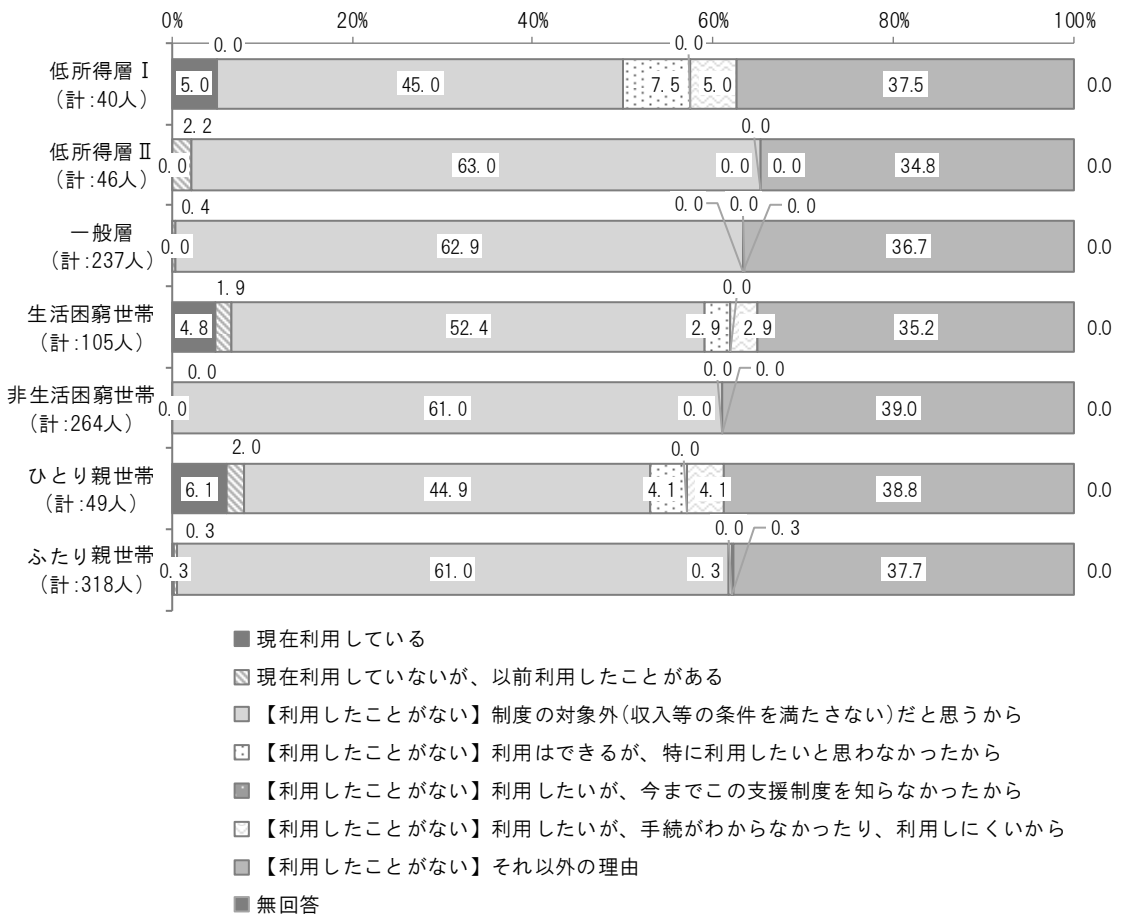 0% 20% 40% 60% 80% 100%
0.0 0.0
低所得層Ⅰ
(計:40人)
5.0 45.0 7.5 5.0 37.5 0.0
2.2 0.0
低所得層Ⅱ
(計:46人)
0.0 63.0 0.0 0.0 34.8 0.0
0.4 0.0 0.0 0.0
一般層
(計:237人)
0.0 62.9 36.7 0.0
1.9 0.0
生活困窮世帯
(計:105人)
4.8 52.4 2.9 2.9 35.2 0.0
0.0 0.0 0.0
非生活困窮世帯
(計:264人)
0.0 61.0 0.0 39.0 0.0
2.0 0.0
ひとり親世帯
(計:49人)
6.1 44.9 4.1 4.1 38.8 0.0
0.3 0.0 0.3
ふたり親世帯
(計:318人)
0.3 61.0 0.3 37.7 0.0
現在利用している
現在利用していないが、以前利用したことがある
【利用したことがない】制度の対象外(収入等の条件を満たさない)だと思うから
【利用したことがない】利用はできるが、特に利用したいと思わなかったから
【利用したことがない】利用したいが、今までこの支援制度を知らなかったから
【利用したことがない】利用したいが、手続がわからなかったり、利用しにくいから
【利用したことがない】それ以外の理由
無回答